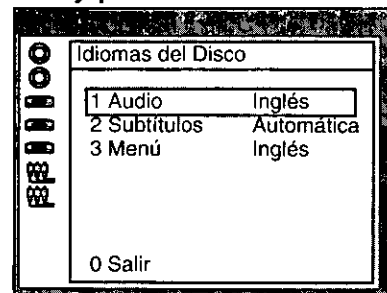 Idiomas del Disco
1 Audio Inglés
2 Subtítulos Automática
3 Menú Inglés
0 Salir